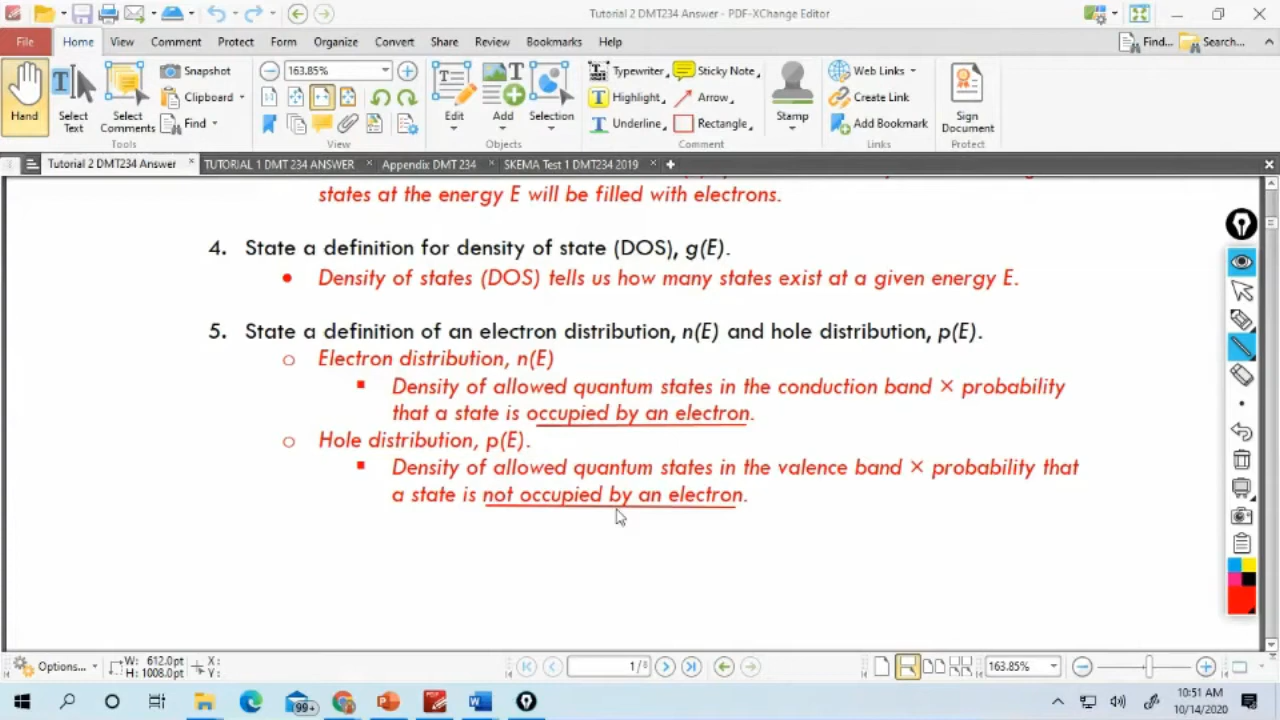 Tutorial 2 DMT234 Answer - PDF-XChange Editor
File Home View Comment Protect Form Organize Convert Share Review Bookmarks Help Find... Search...
Hand
Select Text
Select Comments
Snapshot
Clipboard
Find
Tools
163.85%
View
Edit
Add
Selection
Objects
Typewriter
Highlight
Underline
Sticky Note
Arrow
Rectangle
Stamp
Comment
Web Links
Create Link
Add Bookmark
Links
Sign Document
Protect
Tutorial 2 DMT234 Answer TUTORIAL 1 DMT 234 ANSWER Appendix DMT 234 SKEMA Test 1 DMT234 2019
states at the energy E will be filled with electrons.
4. State a definition for density of state (DOS), g(E).
• Density of states (DOS) tells us how many states exist at a given energy E.
5. State a definition of an electron distribution, n(E) and hole distribution, p(E).
o Electron distribution, n(E)
▪ Density of allowed quantum states in the conduction band × probability
that a state is occupied by an electron.
o Hole distribution, p(E).
▪ Density of allowed quantum states in the valence band × probability that
a state is not occupied by an electron.
Options... W: 612.0pt X:
H: 1008.0pt Y:
163.85%
99+
10:51 AM
10/14/2020